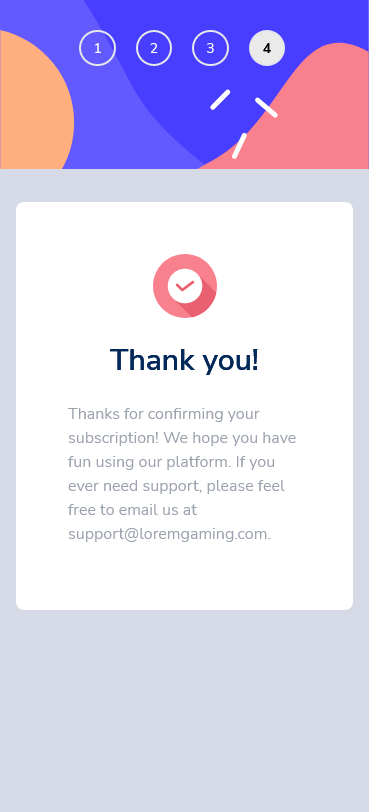 1 2 3 4
Thank you!
Thanks for confirming your
subscription! We hope you have
fun using our platform. If you
ever need support, please feel
free to email us at
support@loremgaming.com.